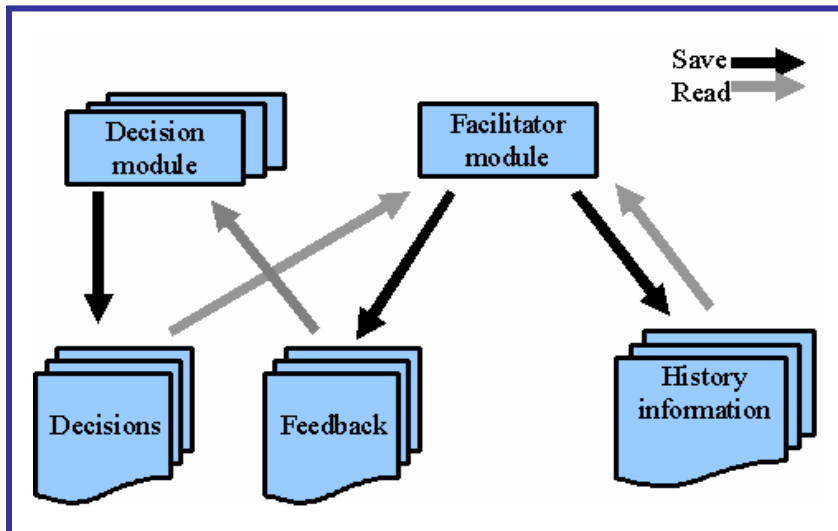 Save
Read
Decision
module
Facilitator
module
Decisions
Feedback
History
information